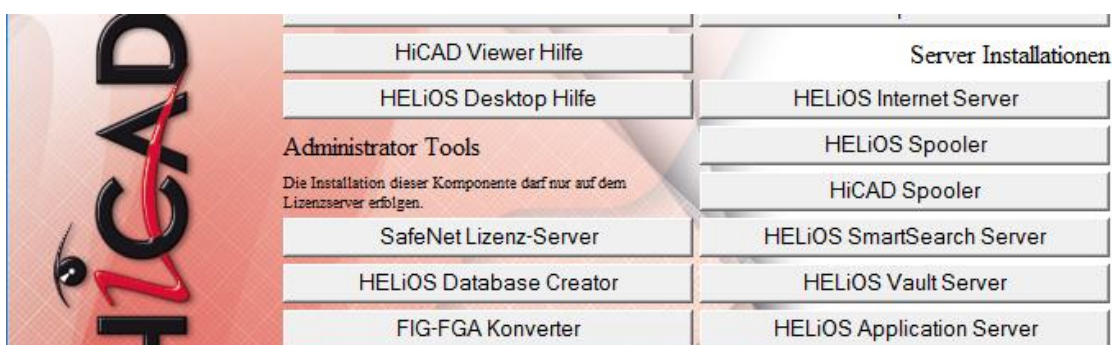 HiCAD
HiCAD Viewer Hilfe
HELiOS Desktop Hilfe
Administrator Tools
Die Installation dieser Komponente darf nur auf dem
Lizenzserver erfolgen.
SafeNet Lizenz-Server
HELiOS Database Creator
FIG-FGA Konverter
Server Installationen
HELiOS Internet Server
HELiOS Spooler
HiCAD Spooler
HELiOS SmartSearch Server
HELiOS Vault Server
HELiOS Application Server